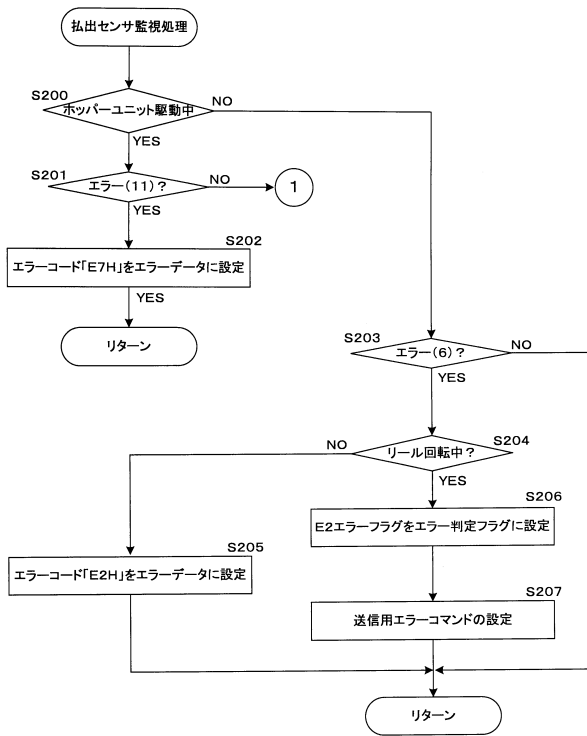 払出センサ監視処理
S200
ホッパーユニット駆動中
NO
YES
S201
エラー(11)?
NO
1
YES
S202
エラーコード「E7H」をエラーデータに設定
YES
リターン
S203
エラー(6)?
NO
YES
S204
リール回転中?
NO
YES
S206
E2エラーフラグをエラー判定フラグに設定
S205
エラーコード「E2H」をエラーデータに設定
S207
送信用エラーコマンドの設定
リターン